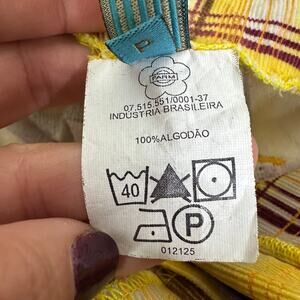 P
FARM
07.515.551/0001-37
INDÚSTRIA BRASILEIRA
100%ALGODÃO
40
P
012125